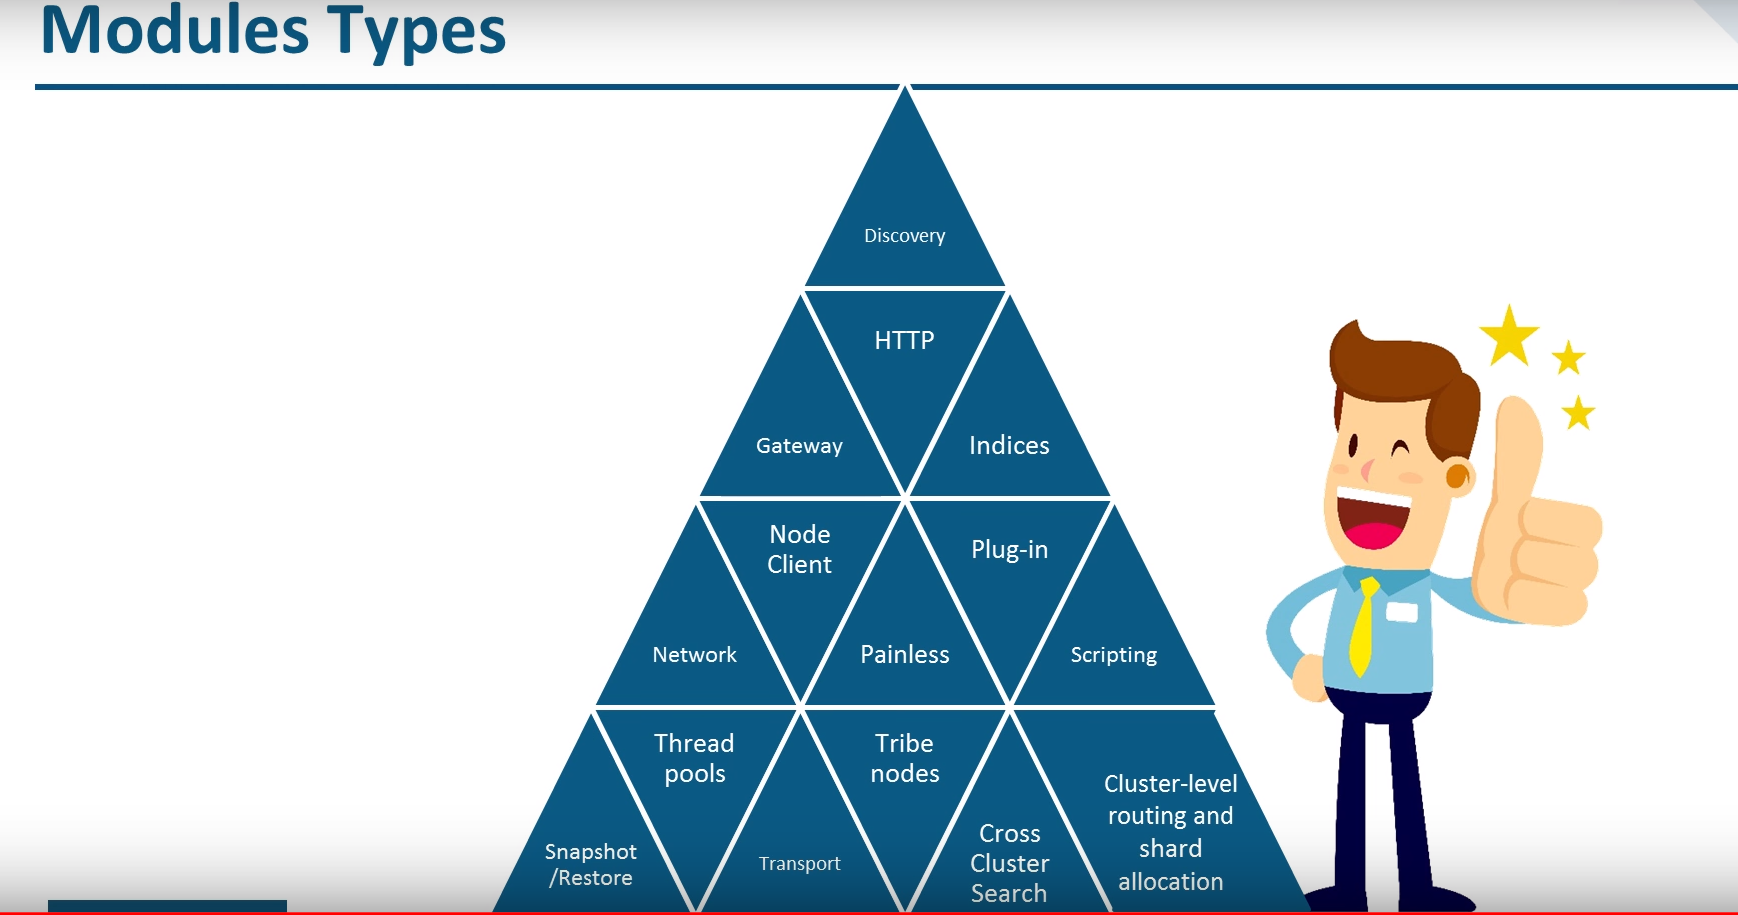 Modules Types
Discovery
HTTP
Gateway
Indices
Node
Client
Plug-in
Network
Painless
Scripting
Thread
pools
Tribe
nodes
Snapshot
/Restore
Transport
Cross
Cluster
Search
Cluster-level
routing and
shard
allocation